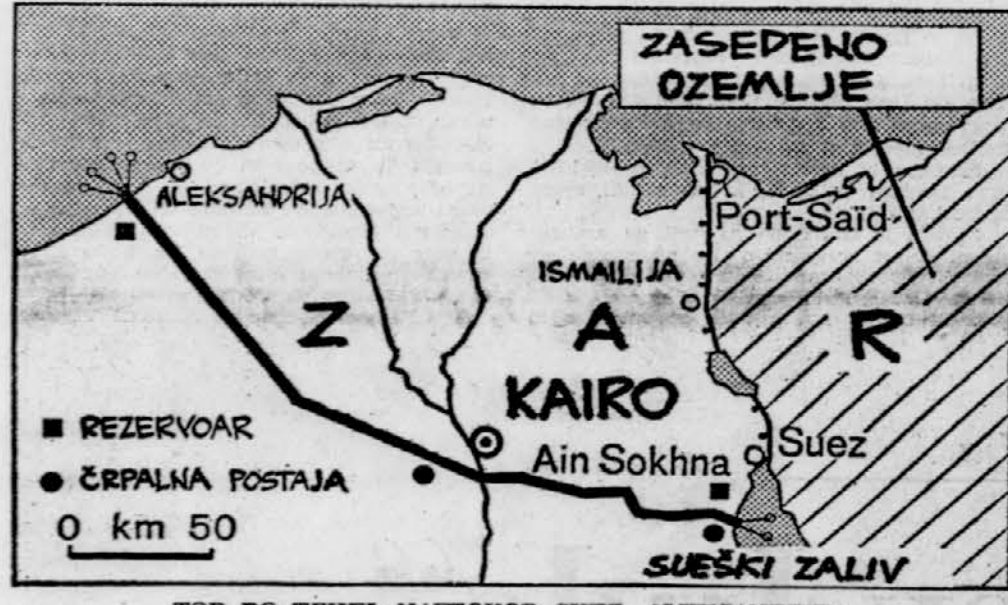 ZASEDENO
OZEMLJE
ALEKSANDRIJA
Port-Saïd
ISMAILIJA
Z A R
KAIRO
REZERVOAR
Ain Sokhna
Suez
ČRPALNA POSTAJA
0 km 50
SUEŠKI ZALIV